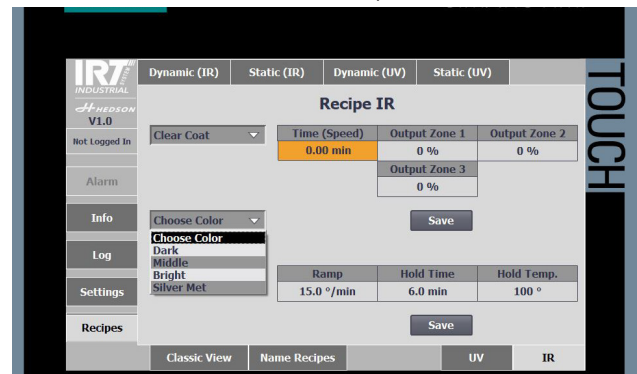 IRT SYSTEM
INDUSTRIAL
HEDSON
V1.0
Not Logged In
Alarm
Info
Log
Settings
Recipes
Dynamic (IR) Static (IR) Dynamic (UV) Static (UV)
Recipe IR
Clear Coat
Time (Speed) Output Zone 1 Output Zone 2
0.00 min 0 % 0 %
Output Zone 3
0 %
Choose Color
Save
Choose Color
Dark
Middle
Bright
Silver Met
Ramp Hold Time Hold Temp.
15.0 °/min 6.0 min 100 °
Save
Classic View Name Recipes UV IR
TOUCH